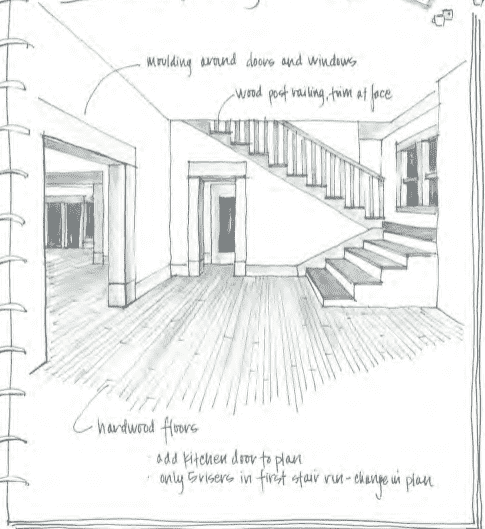 moulding around doors and windows
wood post railing, trim at face
hardwood floors
· add kitchen door to plan
· only 5 risers in first stair run - change in plan